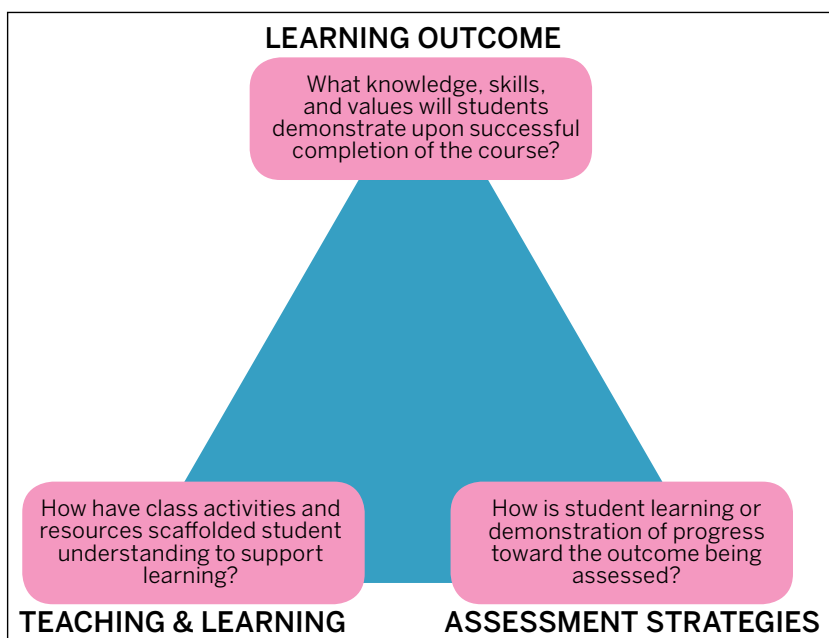 LEARNING OUTCOME
What knowledge, skills,
and values will students
demonstrate upon successful
completion of the course?
How have class activities and
resources scaffolded student
understanding to support
learning?
TEACHING & LEARNING
How is student learning or
demonstration of progress
toward the outcome being
assessed?
ASSESSMENT STRATEGIES